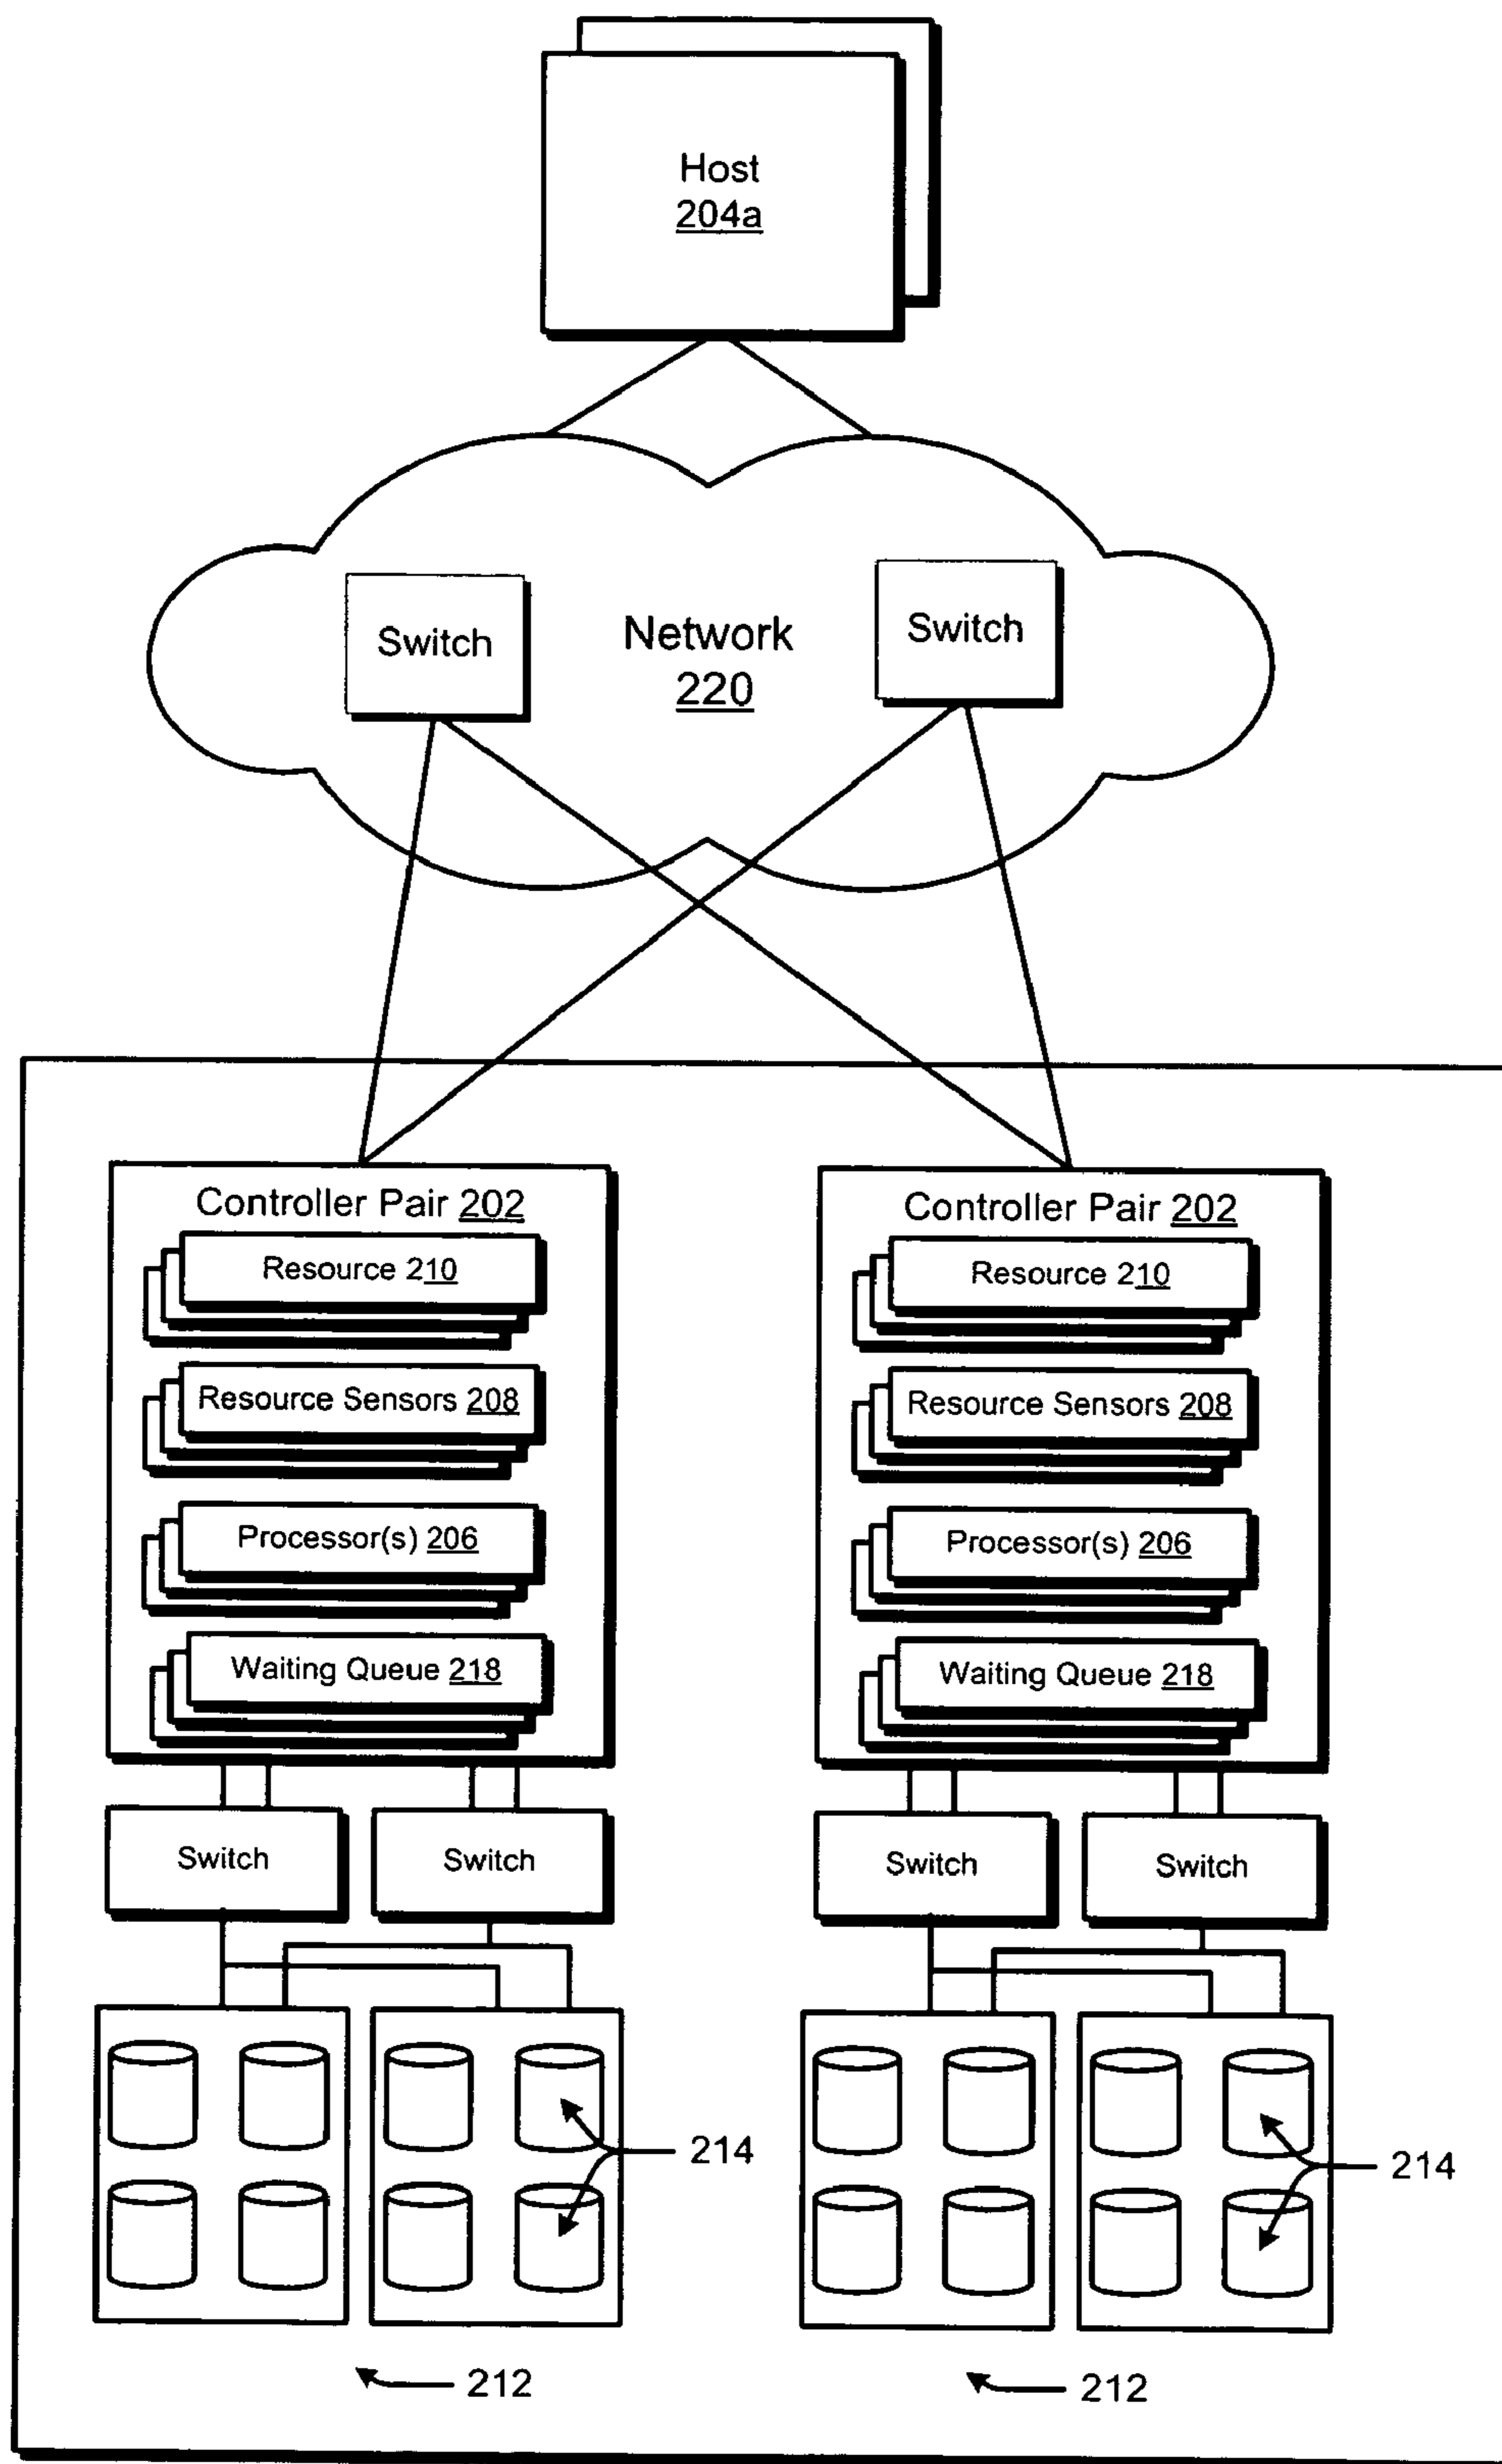 Host
204a
Switch
Network
220
Switch
Controller Pair 202
Resource 210
Resource Sensors 208
Processor(s) 206
Waiting Queue 218
Controller Pair 202
Resource 210
Resource Sensors 208
Processor(s) 206
Waiting Queue 218
Switch
Switch
Switch
Switch
214
214
212
212